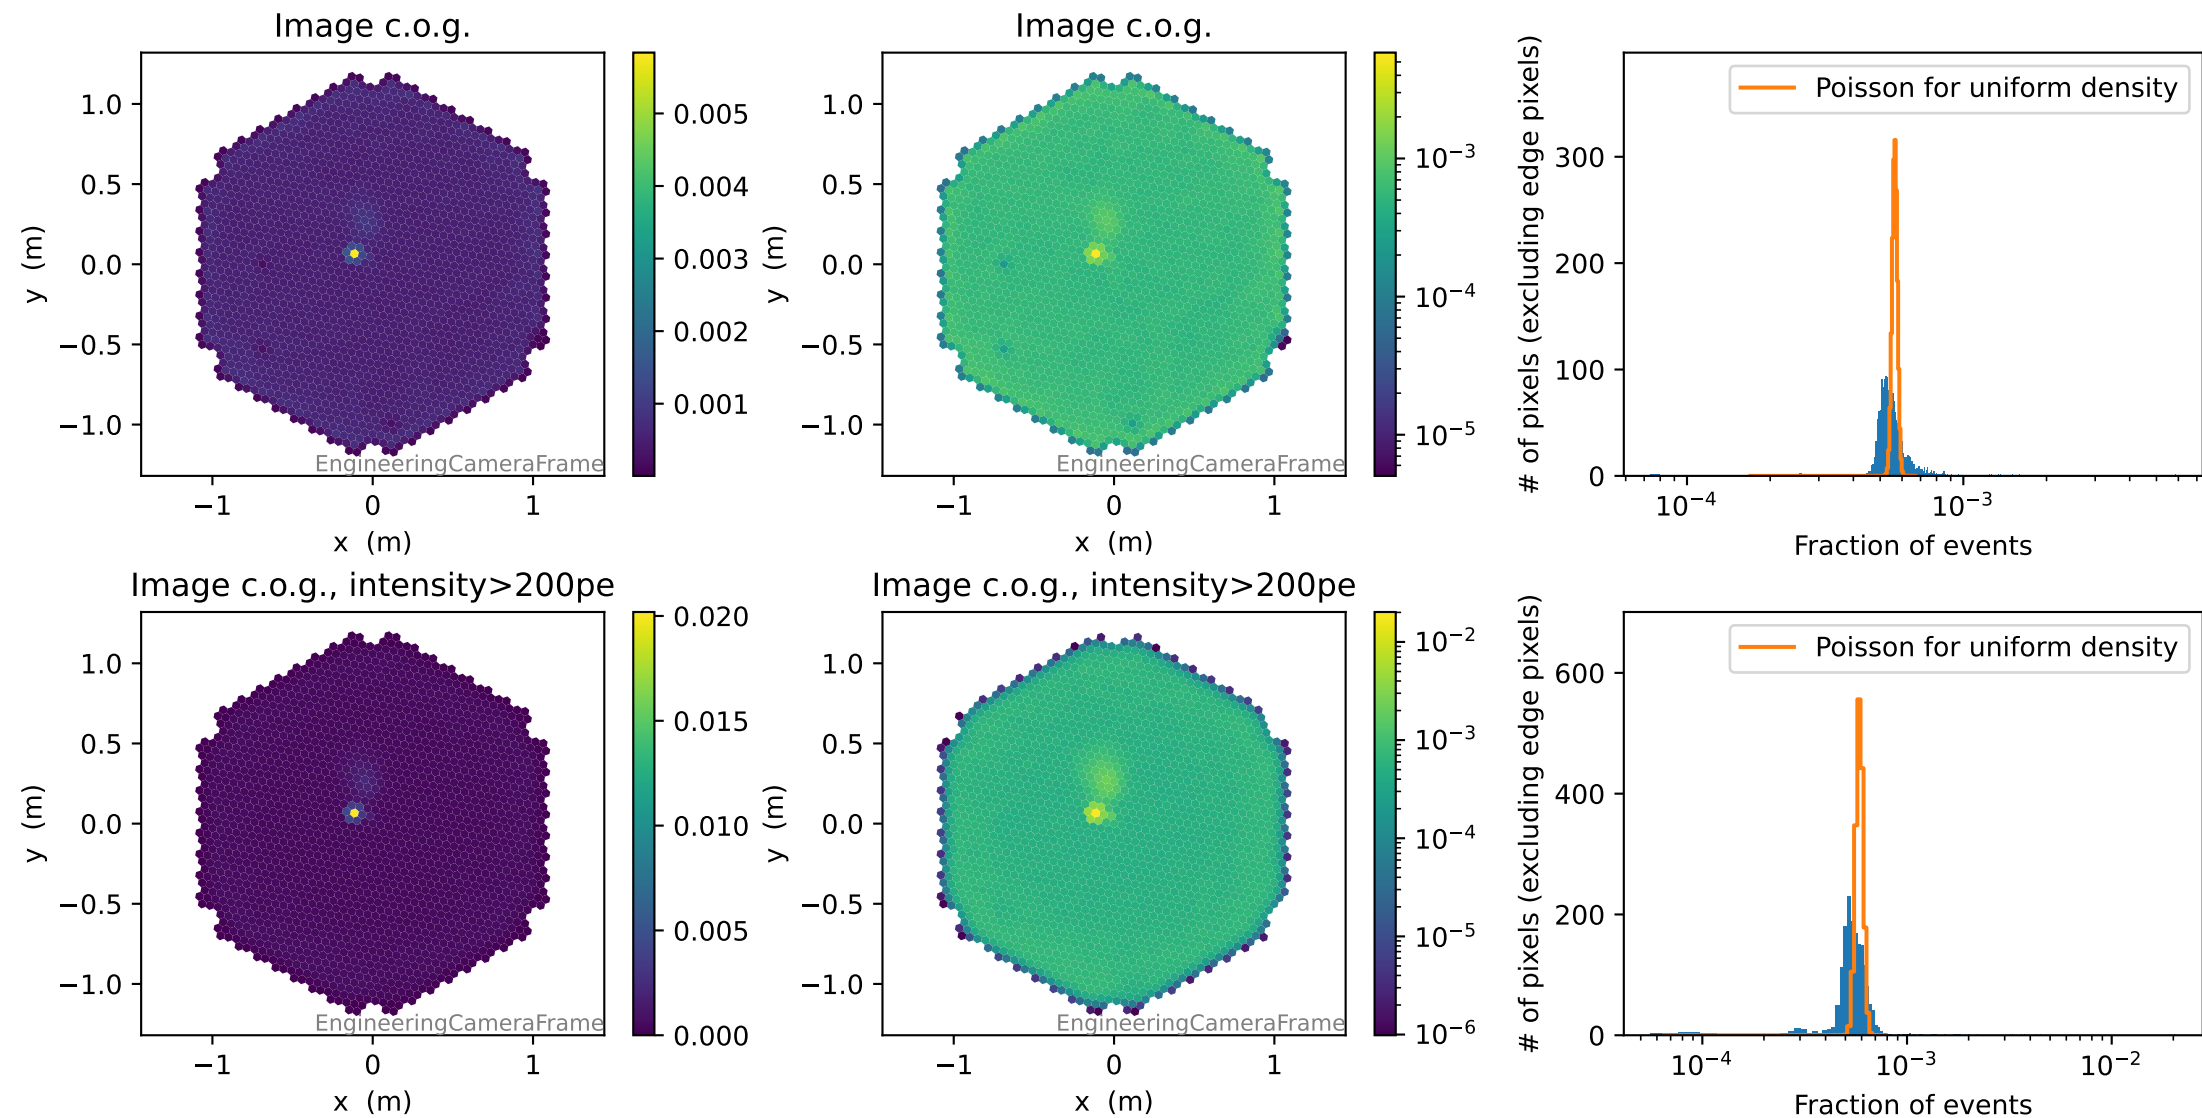 Image c.o.g.
1.0
0.5
0.0
−0.5
−1.0
−1
0
1
y (m)
x (m)
EngineeringCameraFrame
0.005
0.004
0.003
0.002
0.001
Image c.o.g.
1.0
0.5
0.0
−0.5
−1.0
−1
0
1
y (m)
x (m)
EngineeringCameraFrame
10⁻³
10⁻⁴
10⁻⁵
# of pixels (excluding edge pixels)
300
200
100
0
Poisson for uniform density
10⁻⁴
10⁻³
Fraction of events
Image c.o.g., intensity>200pe
1.0
0.5
0.0
−0.5
−1.0
−1
0
1
y (m)
x (m)
EngineeringCameraFrame
0.020
0.015
0.010
0.005
0.000
Image c.o.g., intensity>200pe
1.0
0.5
0.0
−0.5
−1.0
−1
0
1
y (m)
x (m)
EngineeringCameraFrame
10⁻²
10⁻³
10⁻⁴
10⁻⁵
10⁻⁶
# of pixels (excluding edge pixels)
600
400
200
0
Poisson for uniform density
10⁻⁴
10⁻³
10⁻²
Fraction of events